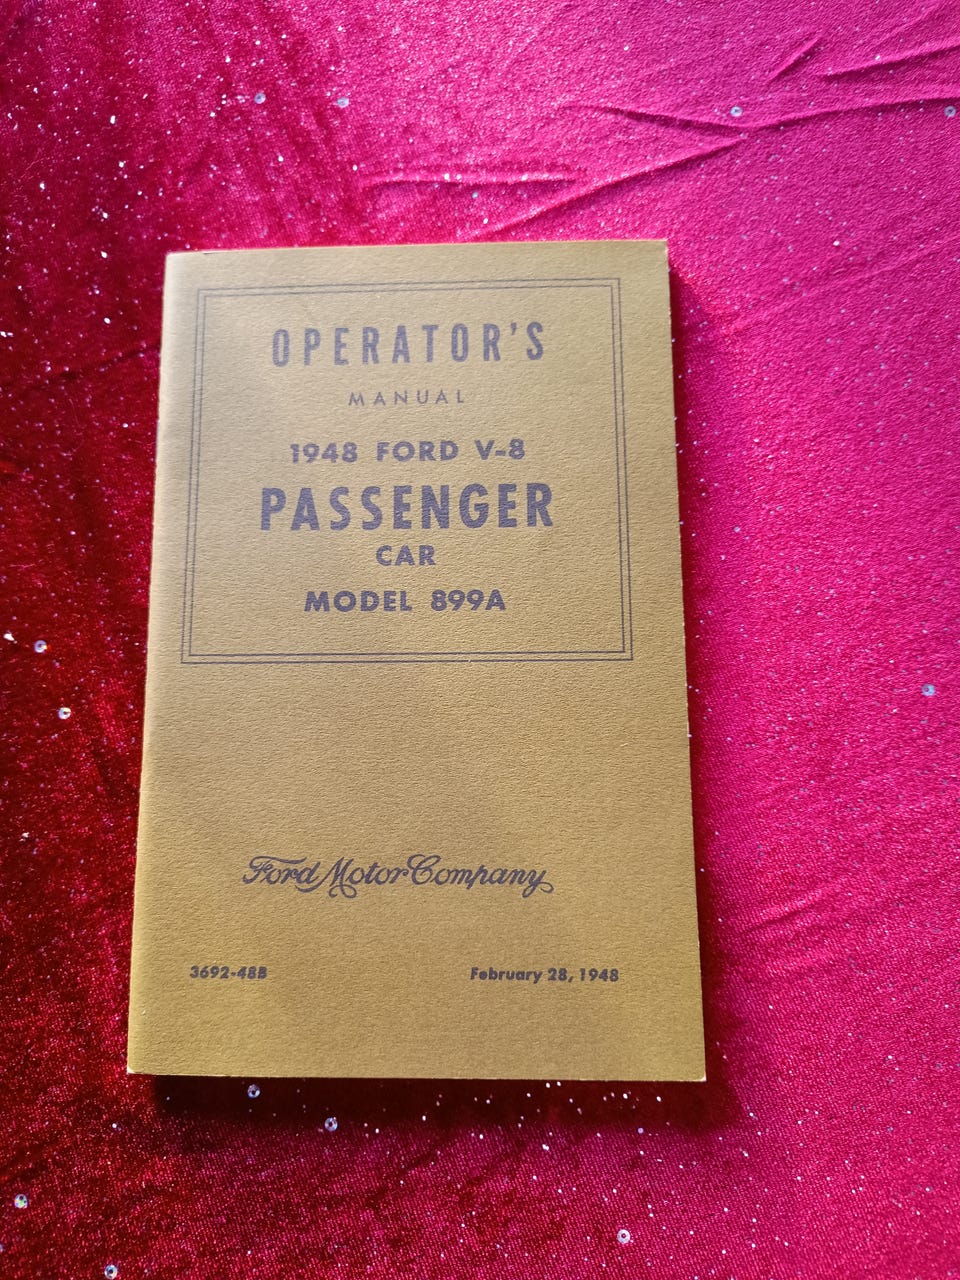 OPERATOR'S
MANUAL
1948 FORD V-8
PASSENGER
CAR
MODEL 899A
Ford Motor Company
3692-48B
February 28, 1948